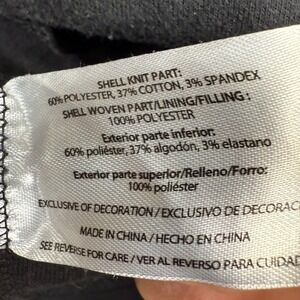 SHELL KNIT PART:
60% POLYESTER, 37% COTTON, 3% SPANDEX
SHELL WOVEN PART/LINING/FILLING :
100% POLYESTER
Exterior parte inferior:
60% poliéster, 37% algodón, 3% elastano
Exterior parte superior/Relleno/Forro:
100% poliéster
EXCLUSIVE OF DECORATION / EXCLUSIVO DE DECORAC
MADE IN CHINA / HECHO EN CHINA
SEE REVERSE FOR CARE / VER AL REVERSO PARA CUIDAD